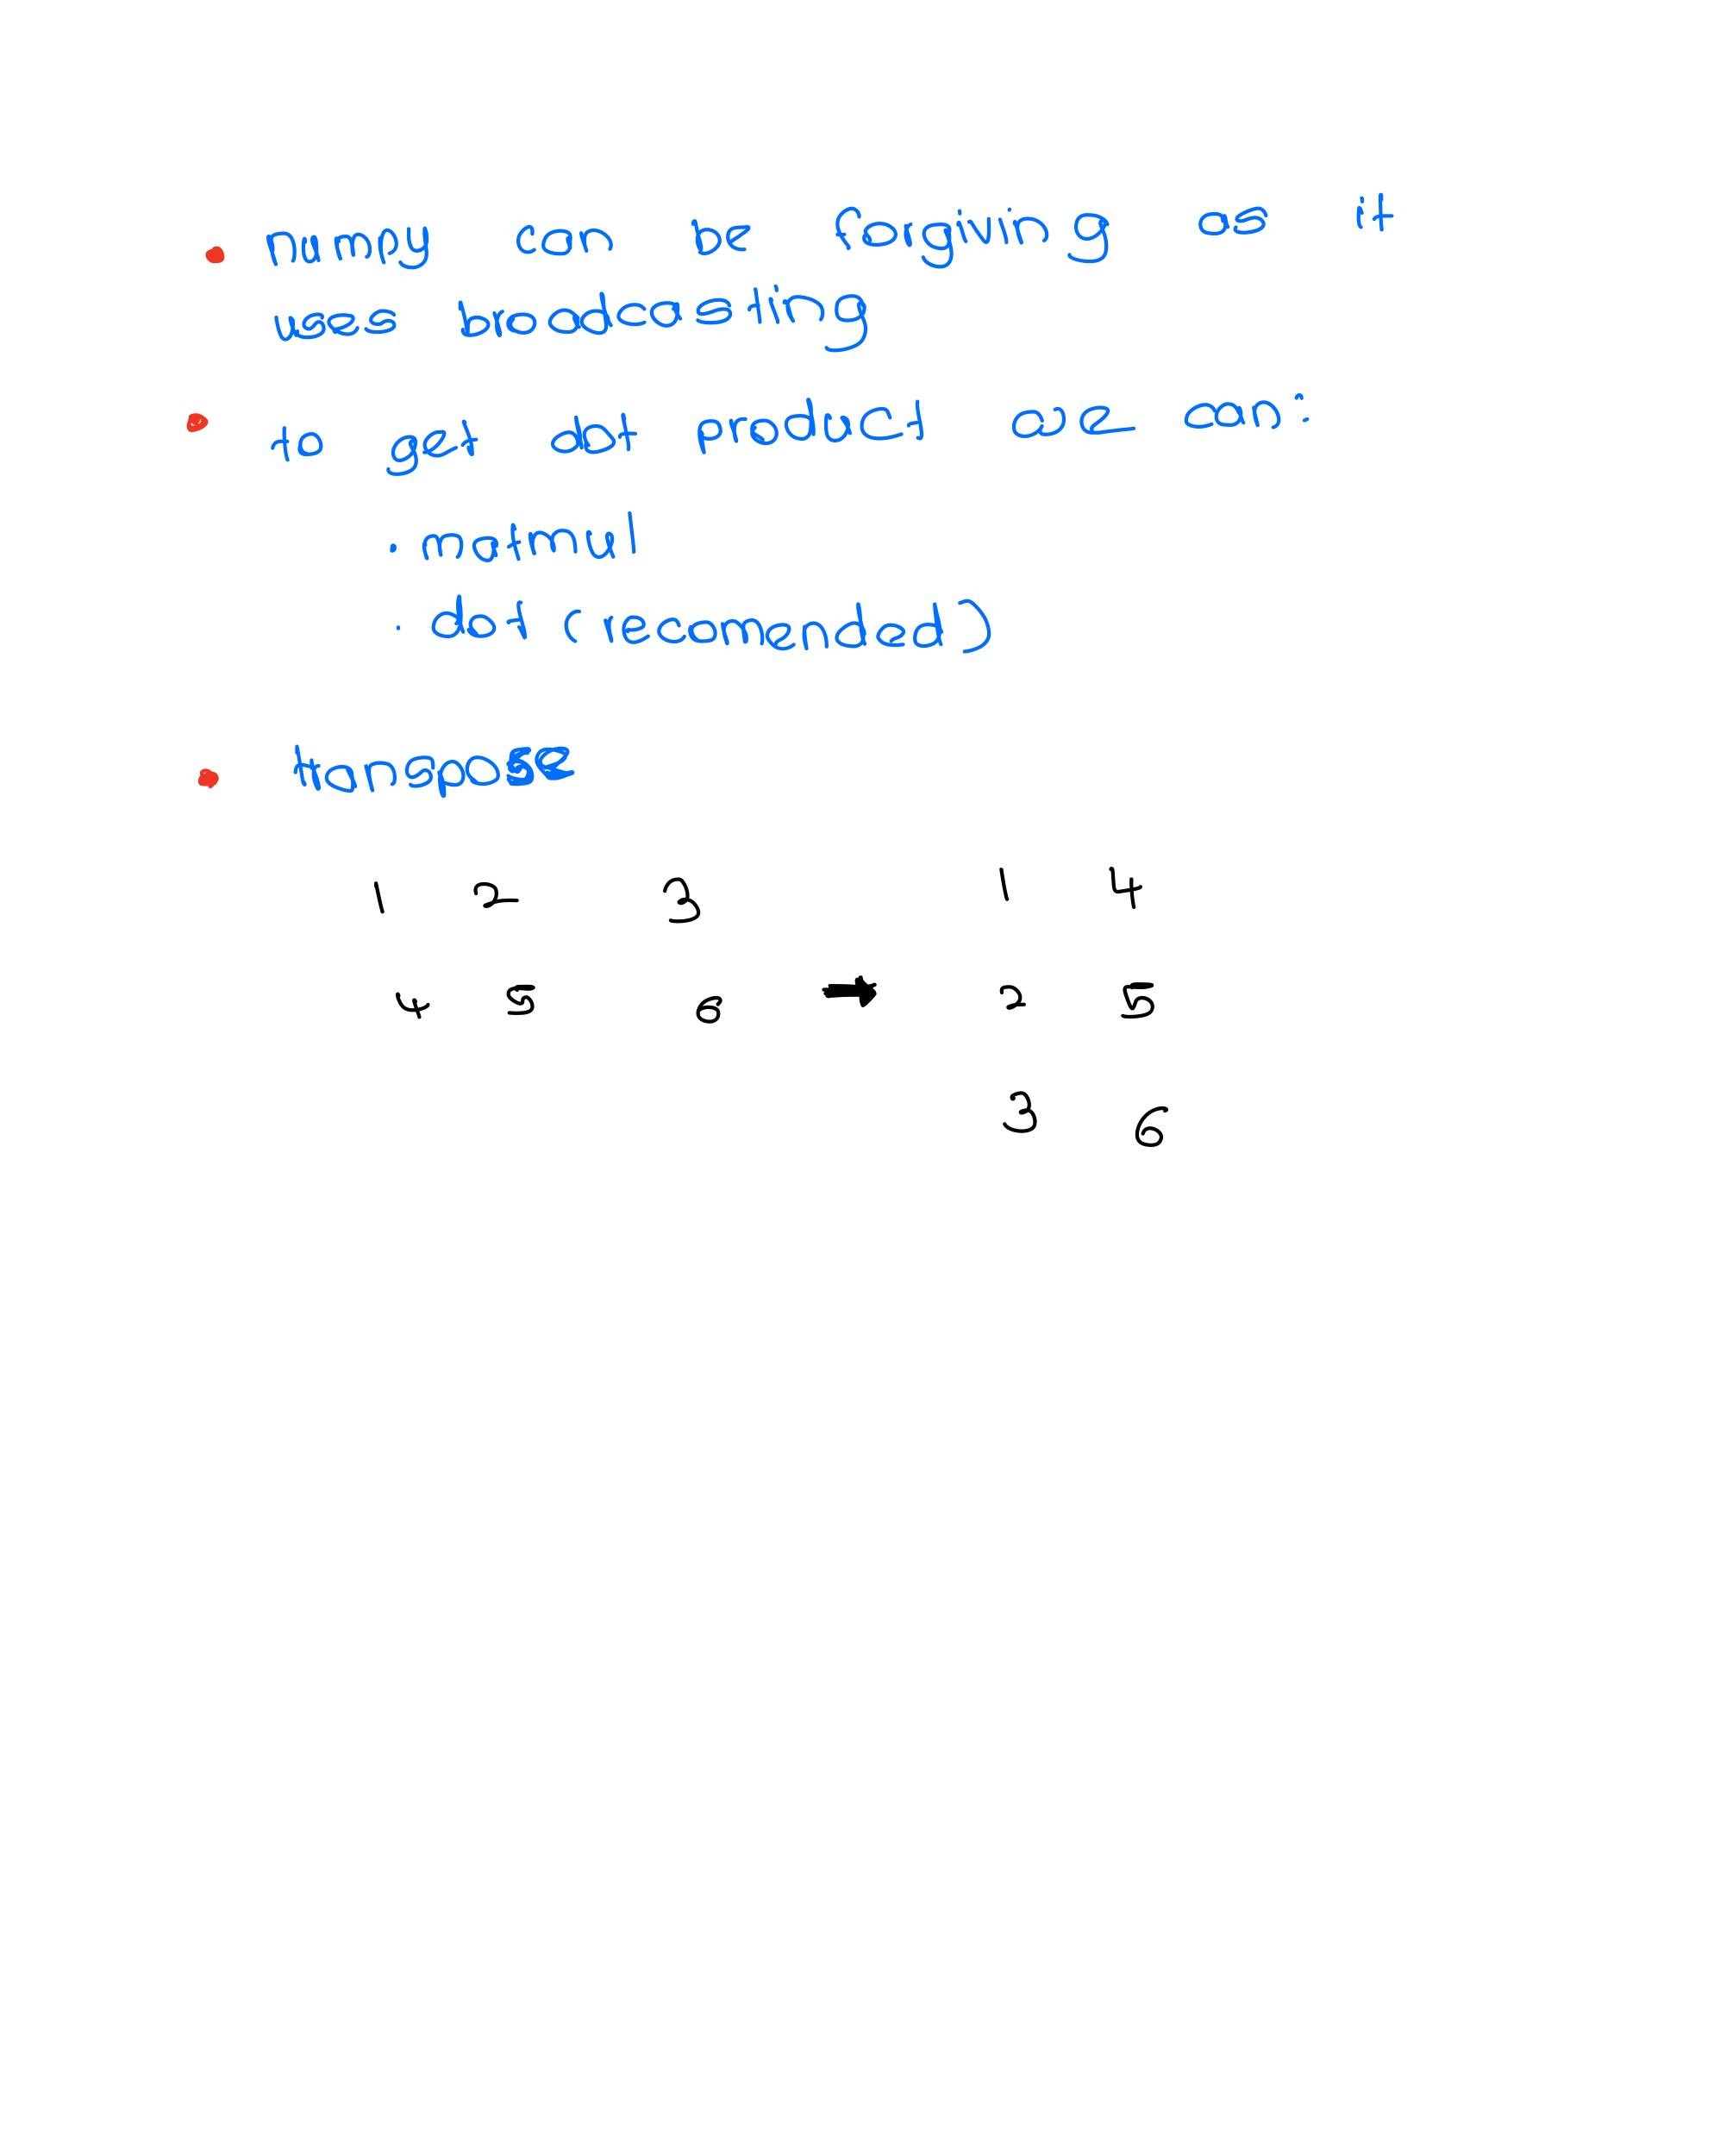 • numpy can be forgiving as it
uses broadcasting
• to get dot product we can:
· matmul
· dot (recomended)
• transpose
1 2 3 1 4
4 5 6 → 2 5
3 6